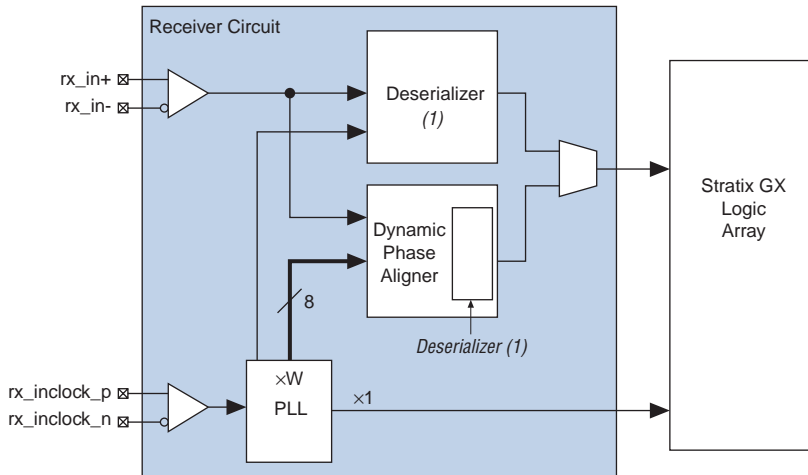 Receiver Circuit
rx_in+
rx_in-
Deserializer
(1)
Stratix GX
Logic
Array
Dynamic
Phase
Aligner
8
Deserializer (1)
rx_inclock_p
rx_inclock_n
×W
PLL
×1